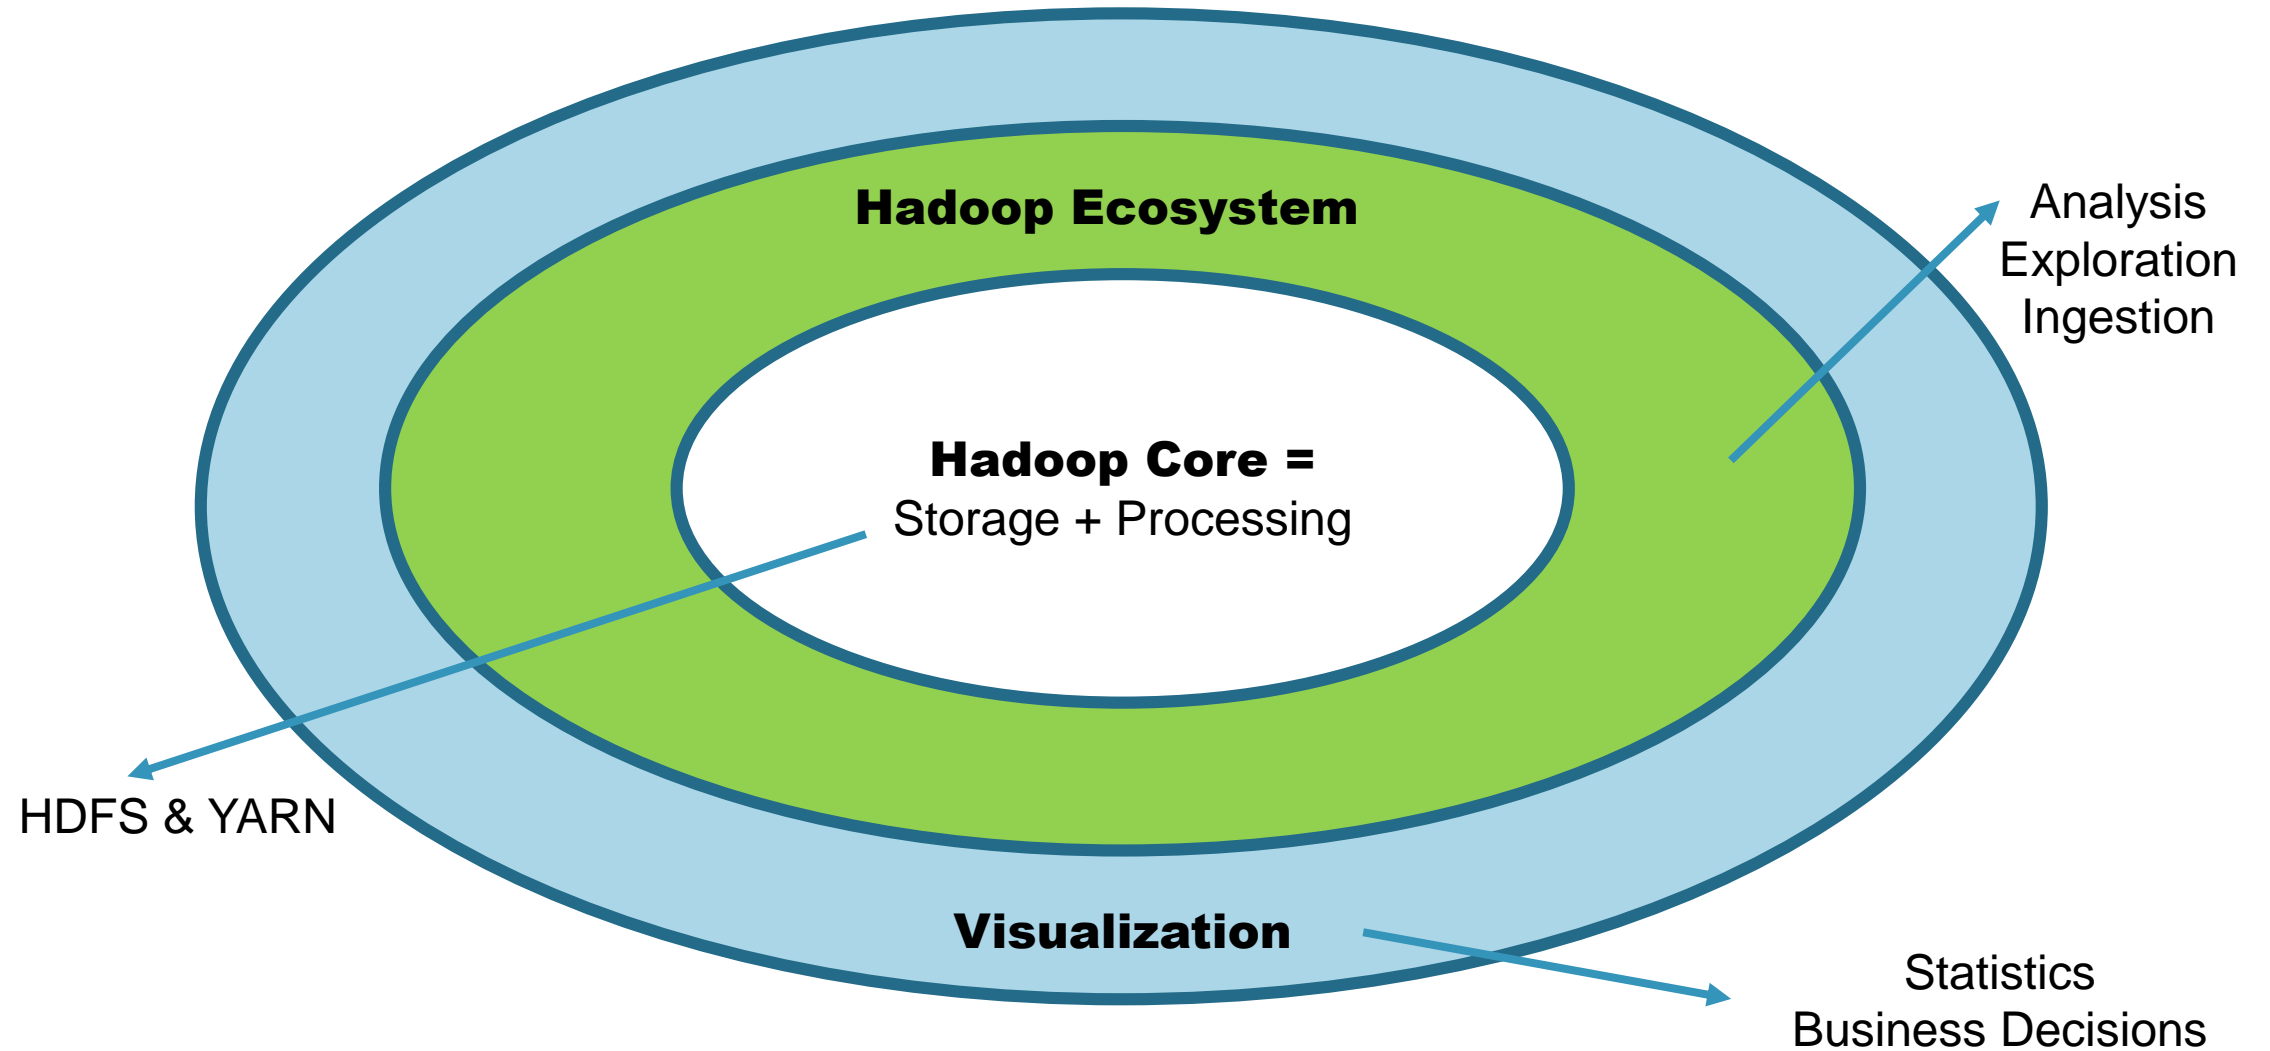 Hadoop Ecosystem
Analysis
Exploration
Ingestion
Hadoop Core =
Storage + Processing
HDFS & YARN
Visualization
Statistics
Business Decisions